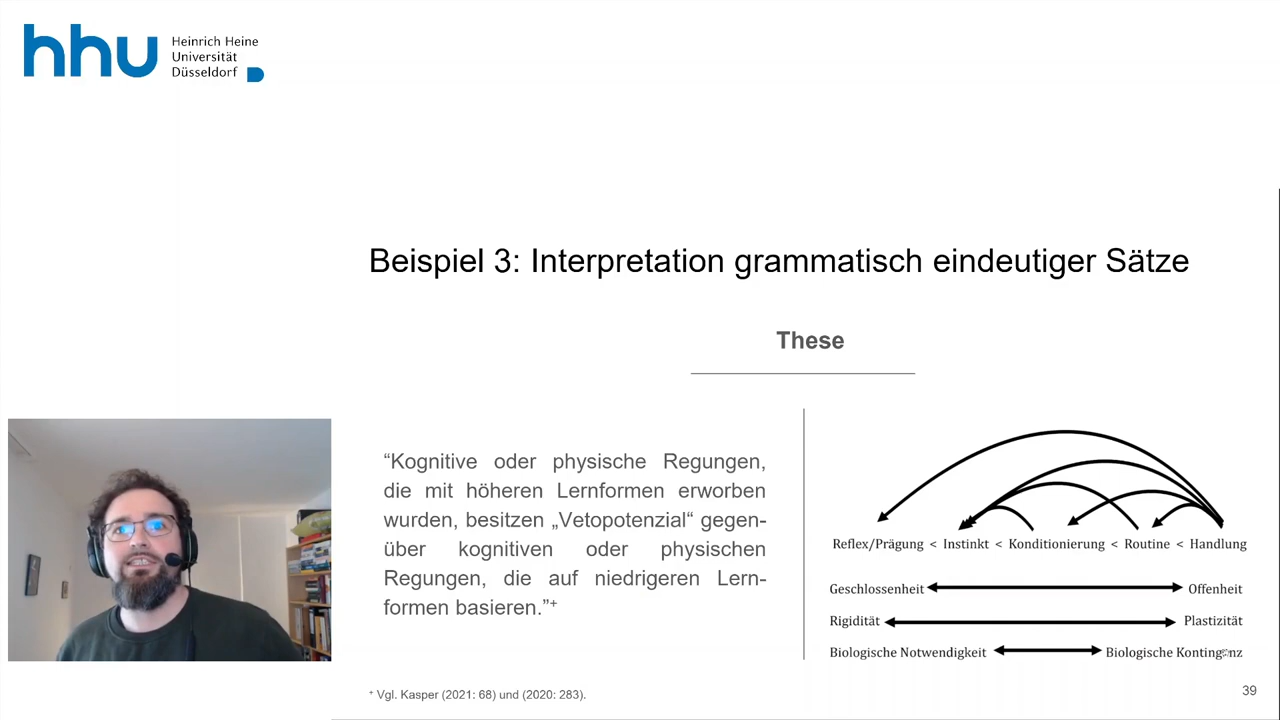 hhu Heinrich Heine
Universität
Düsseldorf
Beispiel 3: Interpretation grammatisch eindeutiger Sätze
These
“Kognitive oder physische Regungen,
die mit höheren Lernformen erworben
wurden, besitzen „Vetopotenzial“ gegen-
über kognitiven oder physischen
Regungen, die auf niedrigeren Lern-
formen basieren.”⁺
Reflex/Prägung < Instinkt < Konditionierung < Routine < Handlung
Geschlossenheit Offenheit
Rigidität Plastizität
Biologische Notwendigkeit Biologische Kontingenz
⁺ Vgl. Kasper (2021: 68) und (2020: 283).
39